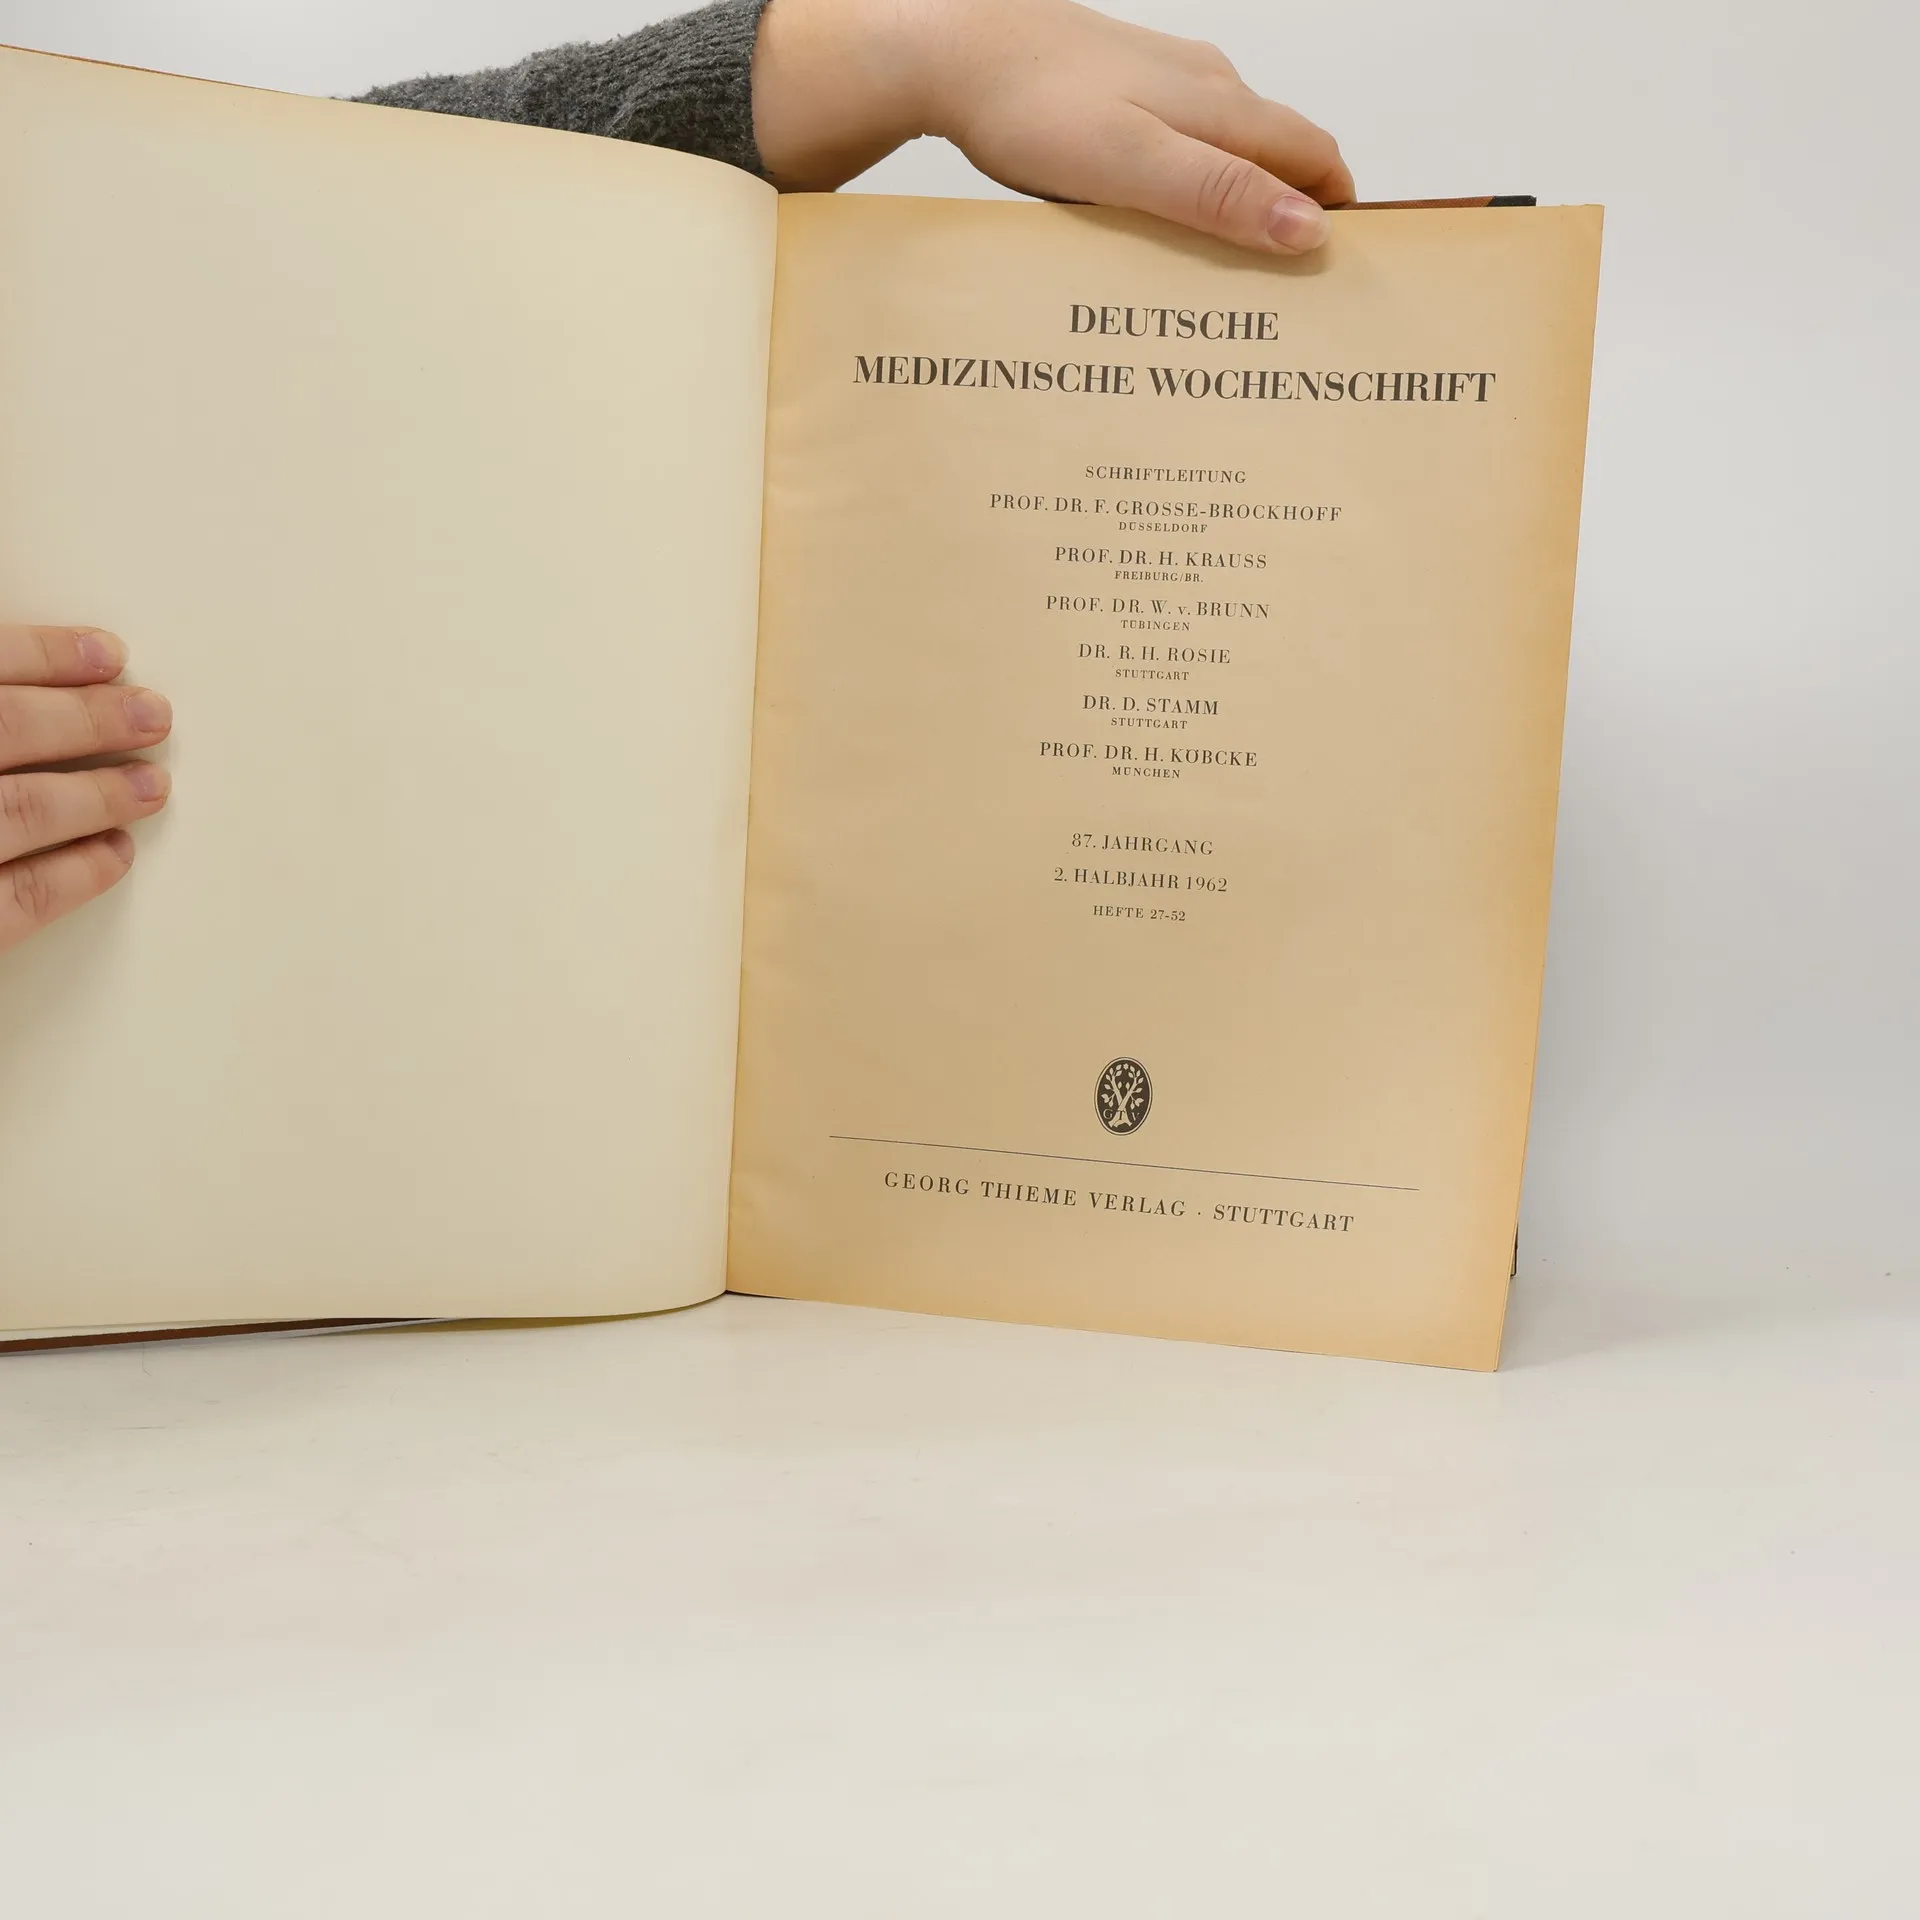 DEUTSCHE
MEDIZINISCHE WOCHENSCHRIFT
SCHRIFTLEITUNG
PROF. DR. F. GROSSE-BROCKHOFF
DÜSSELDORF
PROF. DR. H. KRAUSS
FREIBURG/BR.
PROF. DR. W. v. BRUNN
TÜBINGEN
DR. R. H. ROSIE
STUTTGART
DR. D. STAMM
STUTTGART
PROF. DR. H. KÖBCKE
MÜNCHEN
87. JAHRGANG
2. HALBJAHR 1962
HEFTE 27-52
GTV
GEORG THIEME VERLAG · STUTTGART